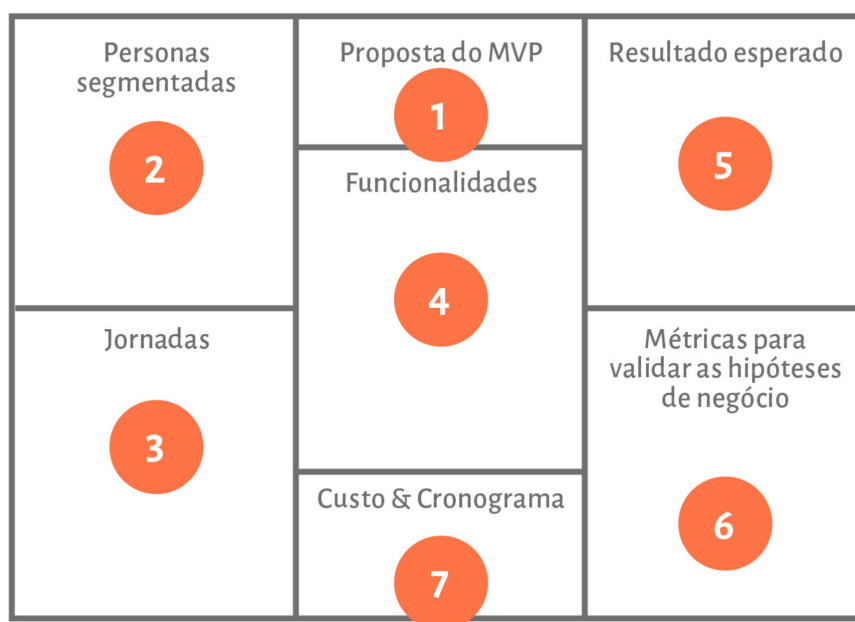 Personas
segmentadas
2
Proposta do MVP
1
Resultado esperado
5
Funcionalidades
4
Jornadas
3
Métricas para
validar as hipóteses
de negócio
6
Custo & Cronograma
7